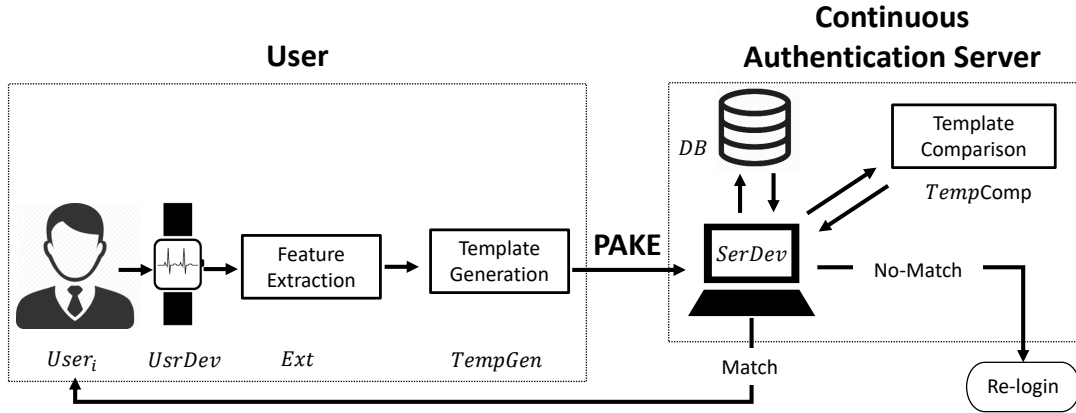 User
Continuous
Authentication Server
DB
Template
Comparison
TempComp
Feature
Extraction
Template
Generation
PAKE
SerDev
No-Match
User_i
UsrDev
Ext
TempGen
Match
Re-login